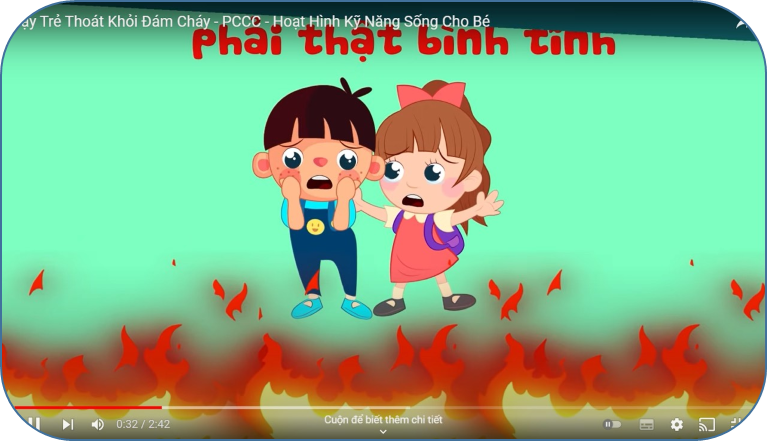 ạy Trẻ Thoát Khỏi Đám Cháy - PCCC - Hoạt Hình Kỹ Năng Sống Cho Bé
phải thật bình tĩnh
0:32 / 2:42
Cuộn để biết thêm chi tiết